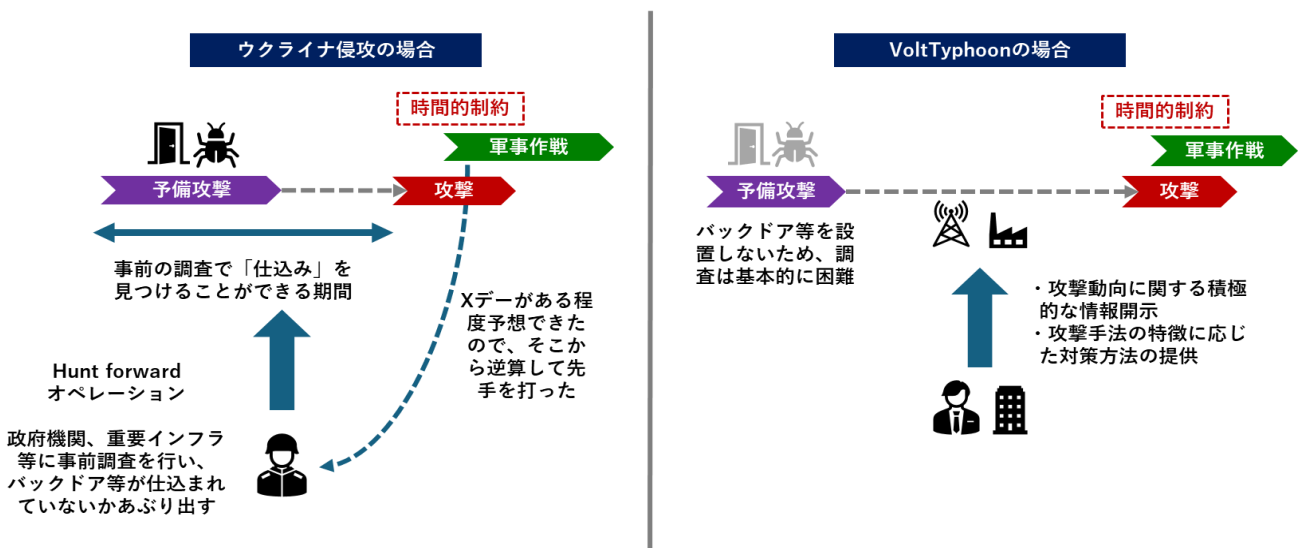 ウクライナ侵攻の場合
時間的制約
軍事作戦
予備攻撃
攻撃
事前の調査で「仕込み」を
見つけることができる期間
Xデーがある程
度予想できた
ので、そこか
ら逆算して先
手を打った
Hunt forward
オペレーション
政府機関、重要インフラ
等に事前調査を行い、
バックドア等が仕込まれ
ていないかあぶり出す
VoltTyphoonの場合
時間的制約
軍事作戦
予備攻撃
攻撃
バックドア等を設
置しないため、調
査は基本的に困難
・攻撃動向に関する積極
的な情報開示
・攻撃手法の特徴に応じ
た対策方法の提供